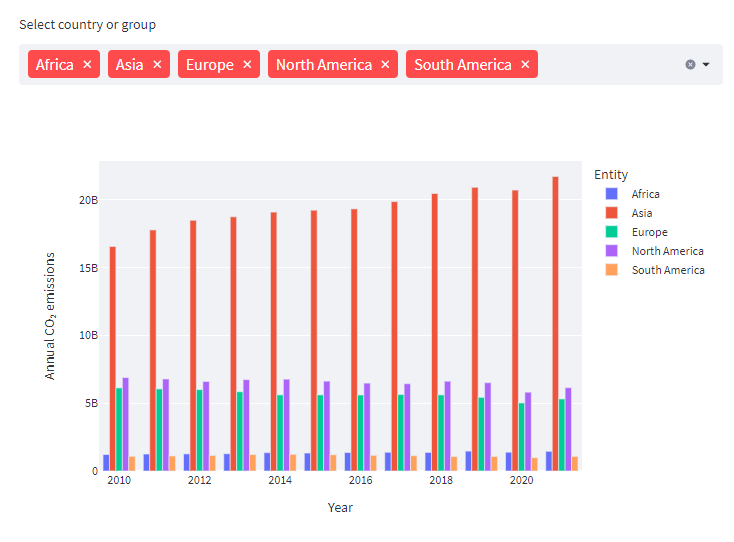 Select country or group
Africa × Asia × Europe × North America × South America ×
Entity
Africa
Asia
Europe
North America
South America
20B
15B
10B
5B
0
Annual CO₂ emissions
2010 2012 2014 2016 2018 2020
Year